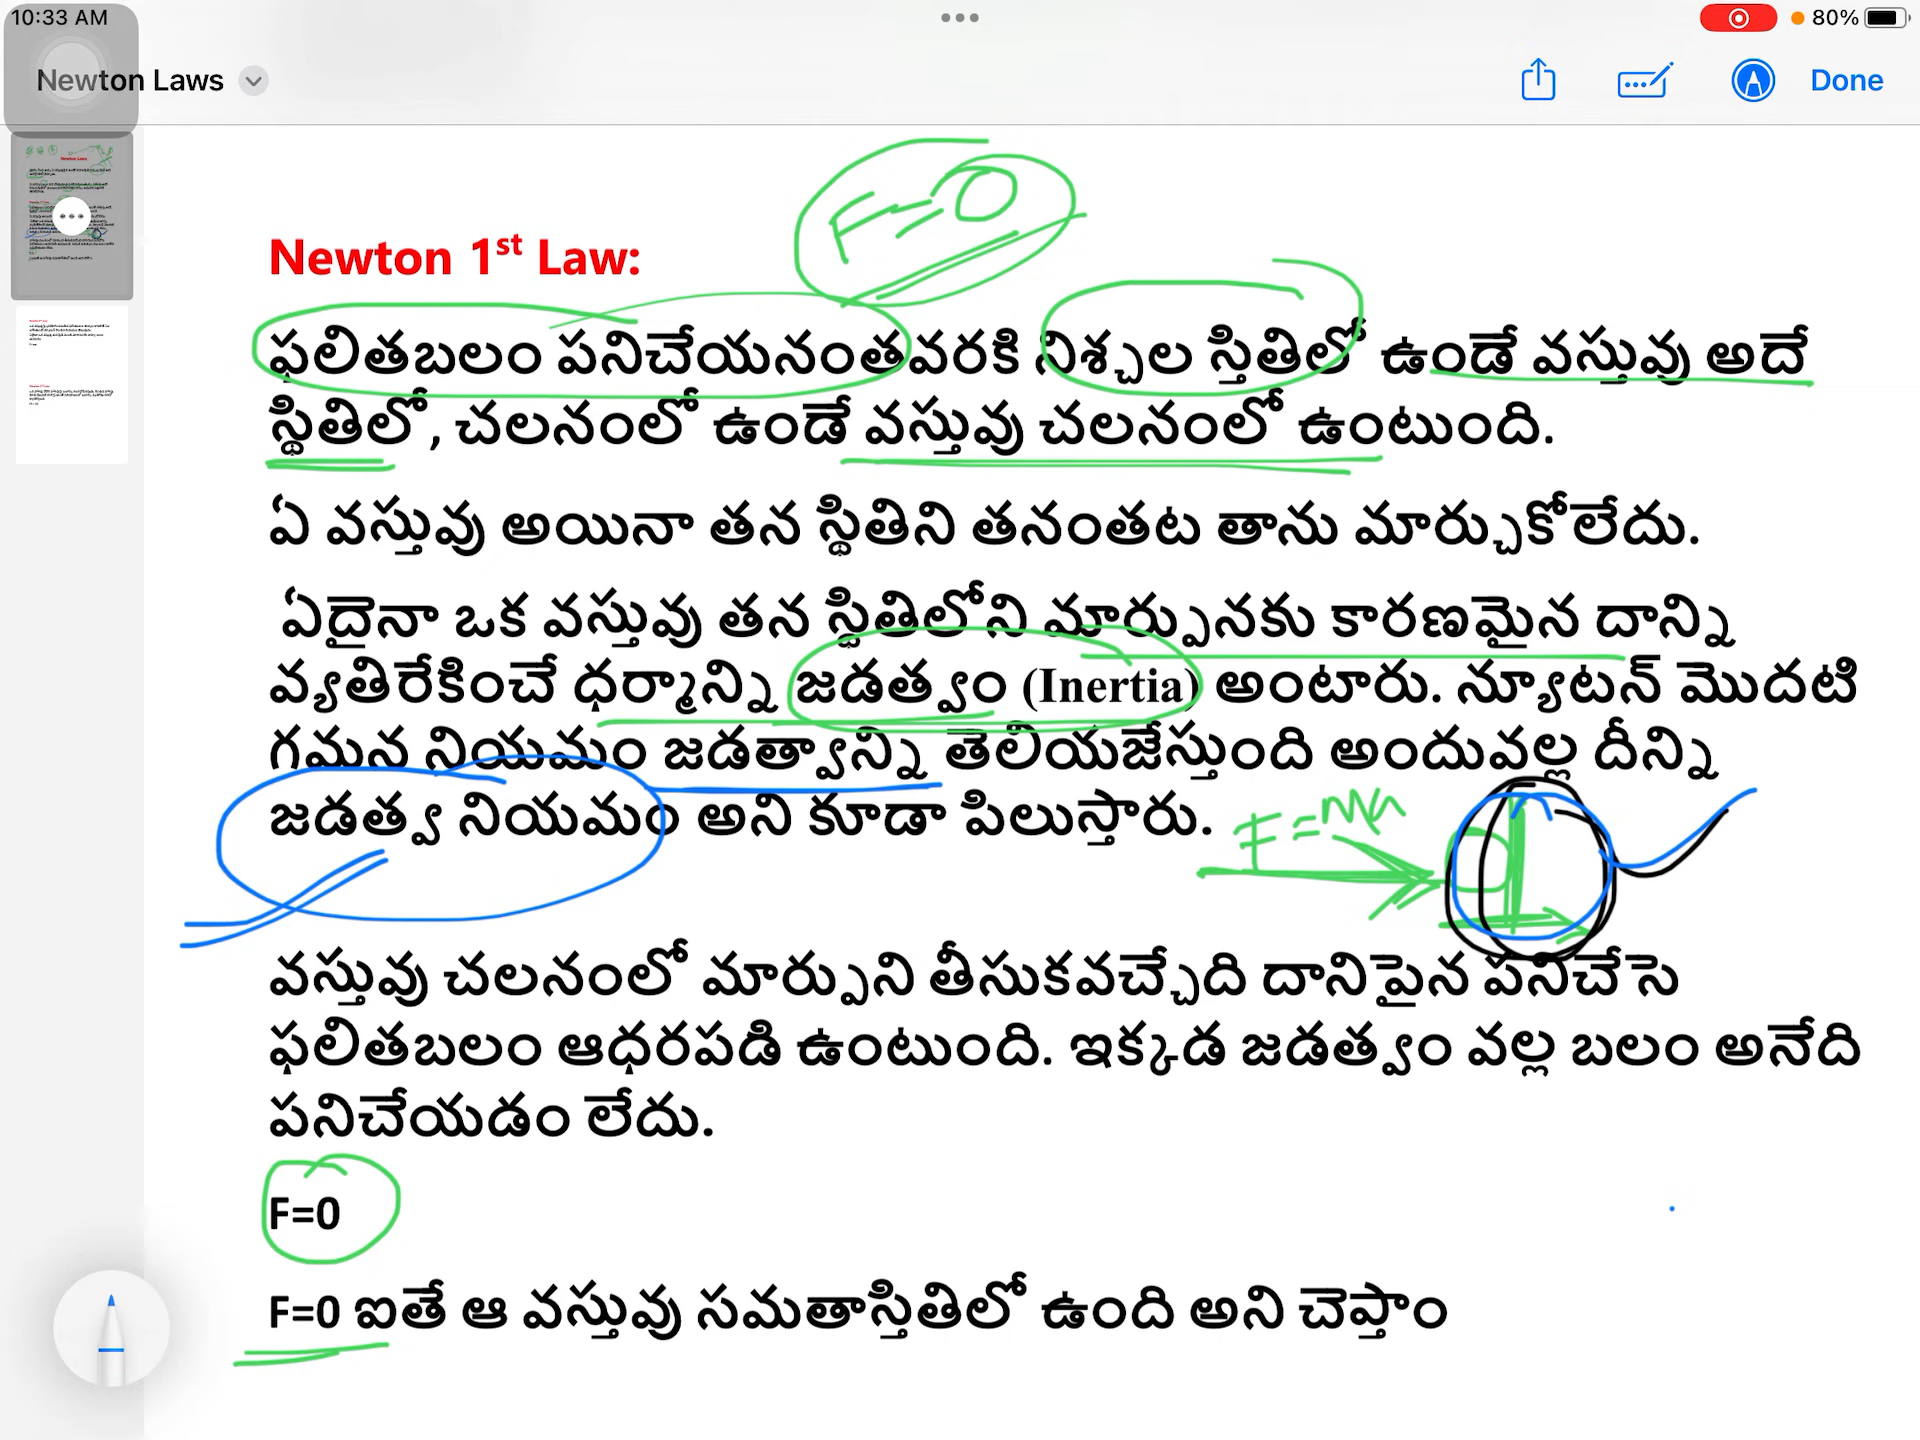 10:33 AM
80%
Newton Laws
Done
F=0
Newton 1st Law:
ఫలితబలం పనిచేయనంతవరకి నిశ్చల స్తితిలో ఉండే వస్తువు అదే
స్థితిలో, చలనంలో ఉండే వస్తువు చలనంలో ఉంటుంది.
ఏ వస్తువు అయినా తన స్థితిని తనంతట తాను మార్చుకోలేదు.
ఏదైనా ఒక వస్తువు తన స్థితిలోని మార్పునకు కారణమైన దాన్ని
వ్యతిరేకించే ధర్మాన్ని జడత్వం (Inertia) అంటారు. న్యూటన్ మొదటి
గమన నియమం జడత్వాన్ని తెలియజేస్తుంది అందువల్ల దీన్ని
జడత్వ నియమం అని కూడా పిలుస్తారు.
F=ma
వస్తువు చలనంలో మార్పుని తీసుకవచ్చేది దానిపైన పనిచేసె
ఫలితబలం ఆధరపడి ఉంటుంది. ఇక్కడ జడత్వం వల్ల బలం అనేది
పనిచేయడం లేదు.
F=0
F=0 ఐతే ఆ వస్తువు సమతాస్తితిలో ఉంది అని చెప్తాం